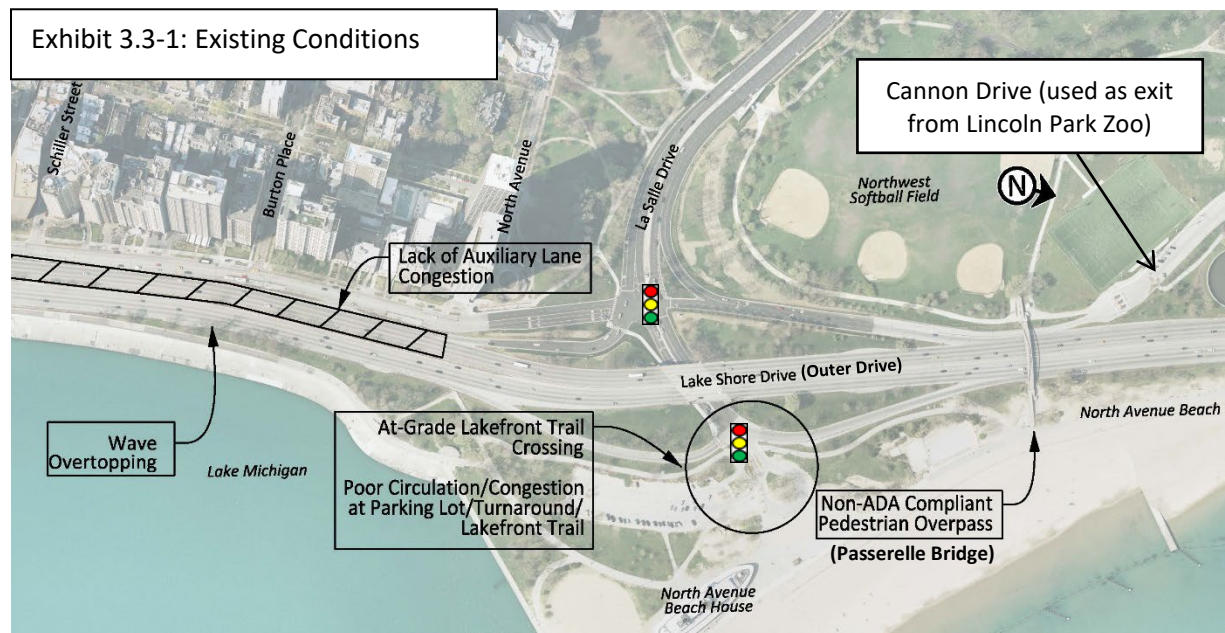 Exhibit 3.3-1: Existing Conditions
Cannon Drive (used as exit
from Lincoln Park Zoo)
Schiller Street
Burton Place
North Avenue
La Salle Drive
Northwest
Softball Field
N
Lack of Auxiliary Lane
Congestion
Lake Shore Drive (Outer Drive)
North Avenue Beach
Wave
Overtopping
Lake Michigan
At-Grade Lakefront Trail
Crossing
Poor Circulation/Congestion
at Parking Lot/Turnaround/
Lakefront Trail
Non-ADA Compliant
Pedestrian Overpass
(Passerelle Bridge)
North Avenue
Beach House